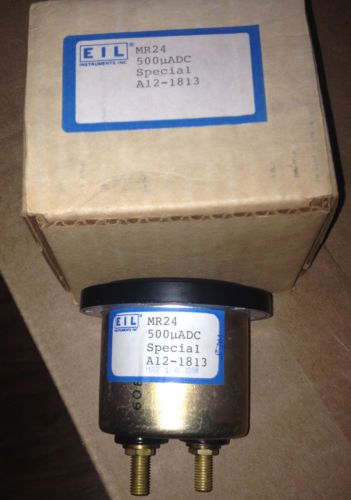 EIL®
INSTRUMENTS, INC
MR24
500µADC
Special
A12-1813
EIL®
INSTRUMENTS INC
MR24
500µADC
Special
A12-1813